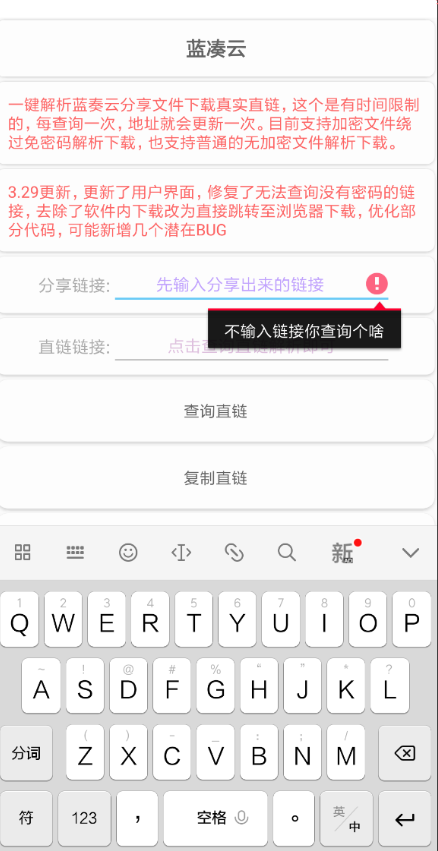 蓝凑云
一键解析蓝奏云分享文件下载真实直链，这个是有时间限制
的，每查询一次，地址就会更新一次。目前支持加密文件绕
过免密码解析下载，也支持普通的无加密文件解析下载。
3.29更新，更新了用户界面，修复了无法查询没有密码的链
接，去除了软件内下载改为直接跳转至浏览器下载，优化部
分代码，可能新增几个潜在BUG
分享链接: 先输入分享出来的链接
不输入链接你查询个啥
直链链接: 点击查询直链解析即可
查询直链
复制直链
新
1 2 3 4 5 6 7 8 9 0
Q W E R T Y U I O P
~ ! @ # % “ ” * ?
A S D F G H J K L
( ) - _ : ; /
分词 Z X C V B N M
符 123 ， 空格 。 英/中